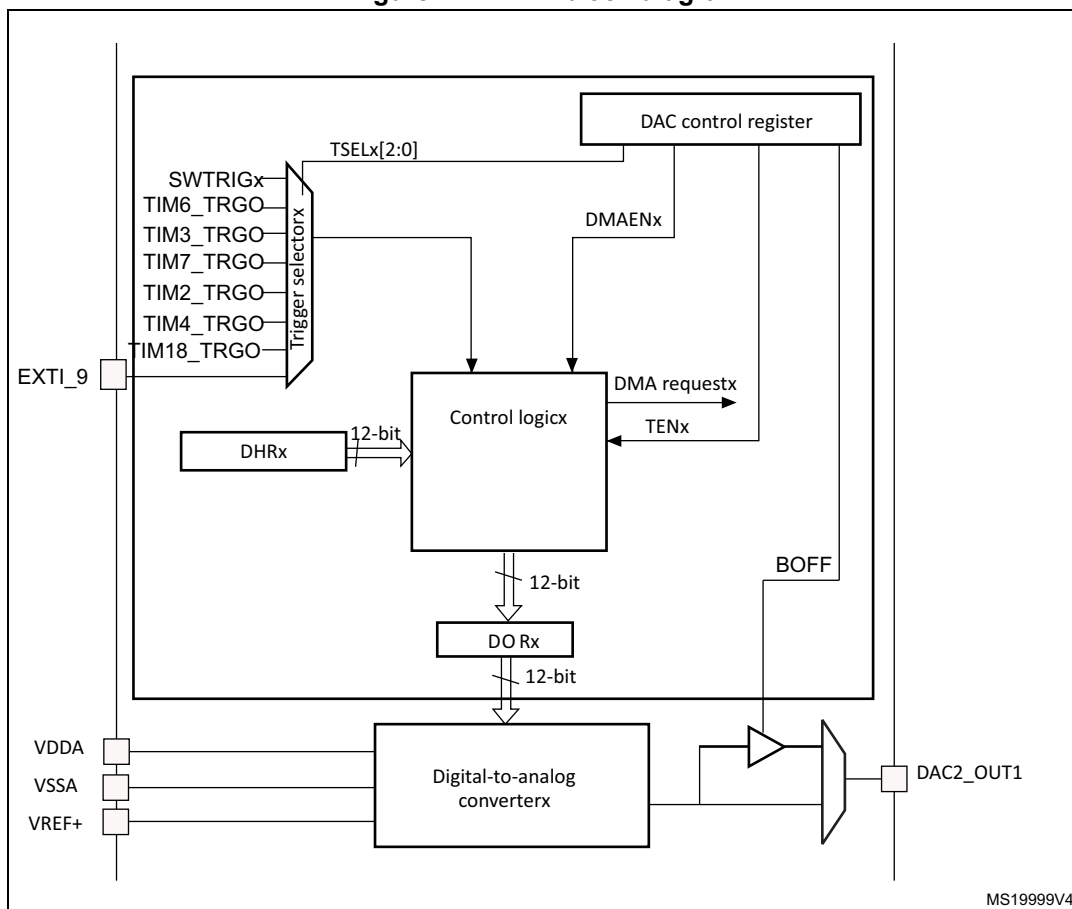 DAC control register
TSELx[2:0]
SWTRIGx
TIM6_TRGO
TIM3_TRGO
TIM7_TRGO
TIM2_TRGO
TIM4_TRGO
TIM18_TRGO
Trigger selectorx
DMAENx
EXTI_9
DMA requestx
Control logicx
TENx
12-bit
DHRx
BOFF
12-bit
DO Rx
12-bit
VDDA
VSSA
VREF+
Digital-to-analog
converterx
DAC2_OUT1
MS19999V4